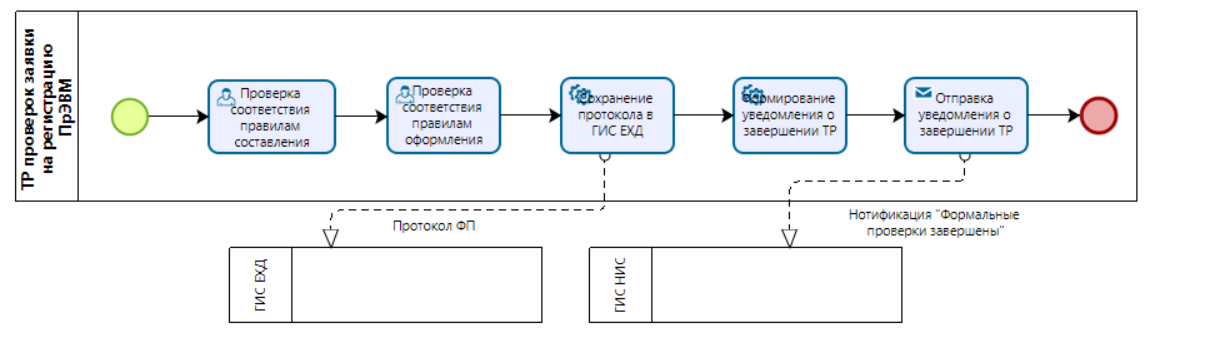 ТР проверок заявки
на регистрацию
ПрЭВМ
Проверка
соответствия
правилам
составления
Проверка
соответствия
правилам
оформления
Сохранение
протокола в
ГИС ЕХД
Формирование
уведомления о
завершении ТР
Отправка
уведомления о
завершении ТР
Протокол ФП
Нотификация "Формальные
проверки завершены"
ГИС ЕХД
ГИС НИС